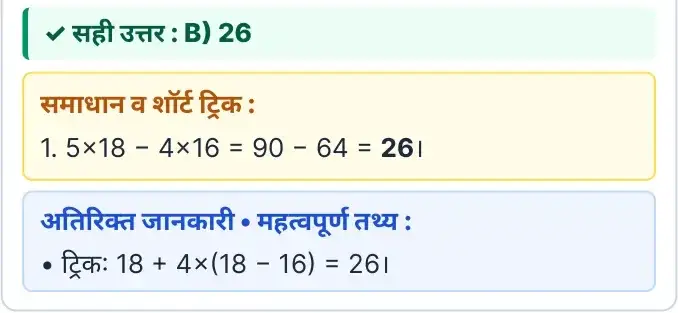 ✓ सही उत्तर : B) 26
समाधान व शॉर्ट ट्रिक :
1. 5×18 − 4×16 = 90 − 64 = 26।
अतिरिक्त जानकारी • महत्वपूर्ण तथ्य :
• ट्रिक: 18 + 4×(18 − 16) = 26।